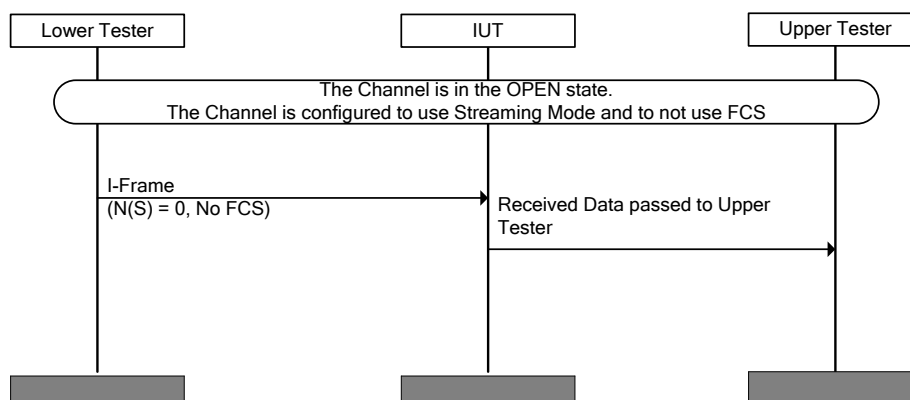 Lower Tester
IUT
Upper Tester
The Channel is in the OPEN state.
The Channel is configured to use Streaming Mode and to not use FCS
I-Frame
(N(S) = 0, No FCS)
Received Data passed to Upper
Tester